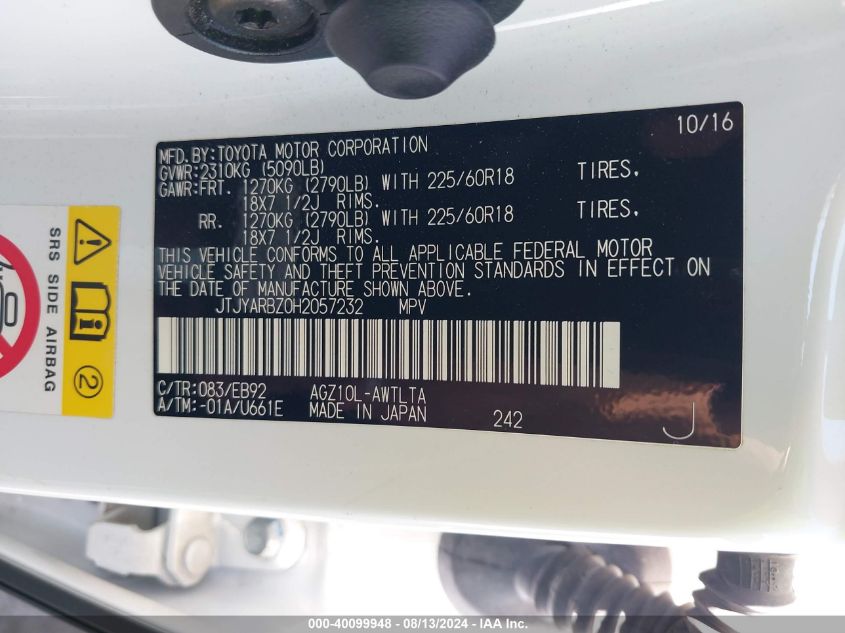 10/16
MFD.BY:TOYOTA MOTOR CORPORATION
GVWR:2310KG (5090LB)
GAWR:FRT. 1270KG (2790LB) WITH 225/60R18 TIRES,
18X7 1/2J RIMS.
RR. 1270KG (2790LB) WITH 225/60R18 TIRES,
18X7 1/2J RIMS.
THIS VEHICLE CONFORMS TO ALL APPLICABLE FEDERAL MOTOR
VEHICLE SAFETY AND THEFT PREVENTION STANDARDS IN EFFECT ON
THE DATE OF MANUFACTURE SHOWN ABOVE.
JTJYARBZ0H2057232 MPV
C/TR:083/EB92 AGZ10L-AWTLTA
A/TM:-01A/U661E MADE IN JAPAN 242
J
SRS SIDE AIRBAG
2
000-40099948 - 08/13/2024 - IAA Inc.